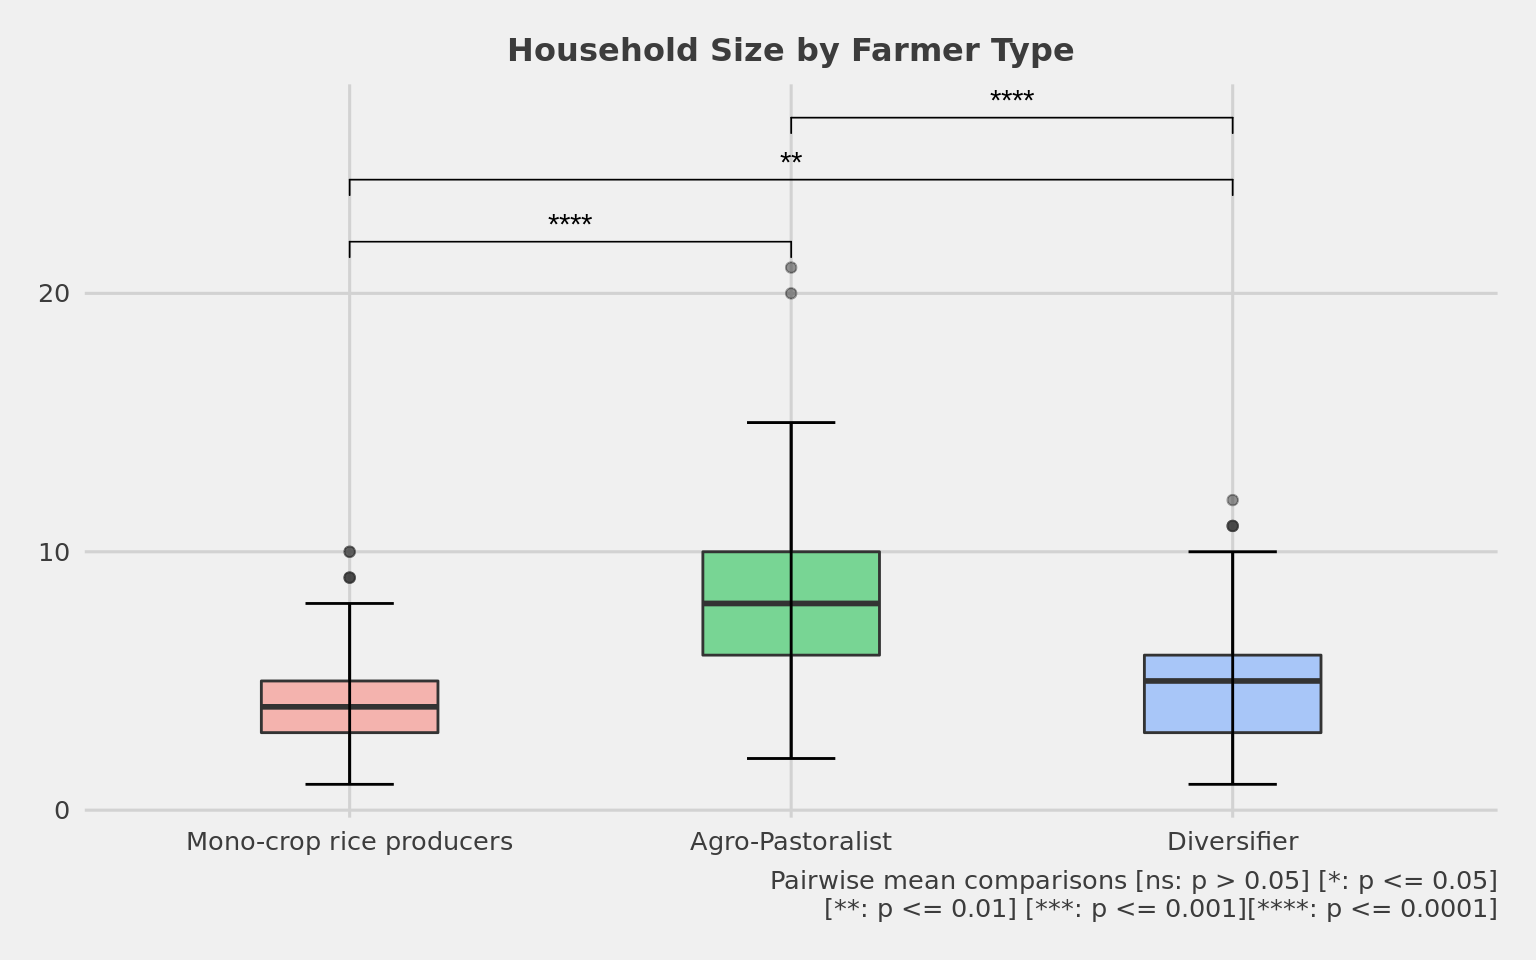 Household Size by Farmer Type
****
**
****
20
10
0
Mono-crop rice producers
Agro-Pastoralist
Diversifier
Pairwise mean comparisons [ns: p > 0.05] [*: p <= 0.05]
[**: p <= 0.01] [***: p <= 0.001][****: p <= 0.0001]